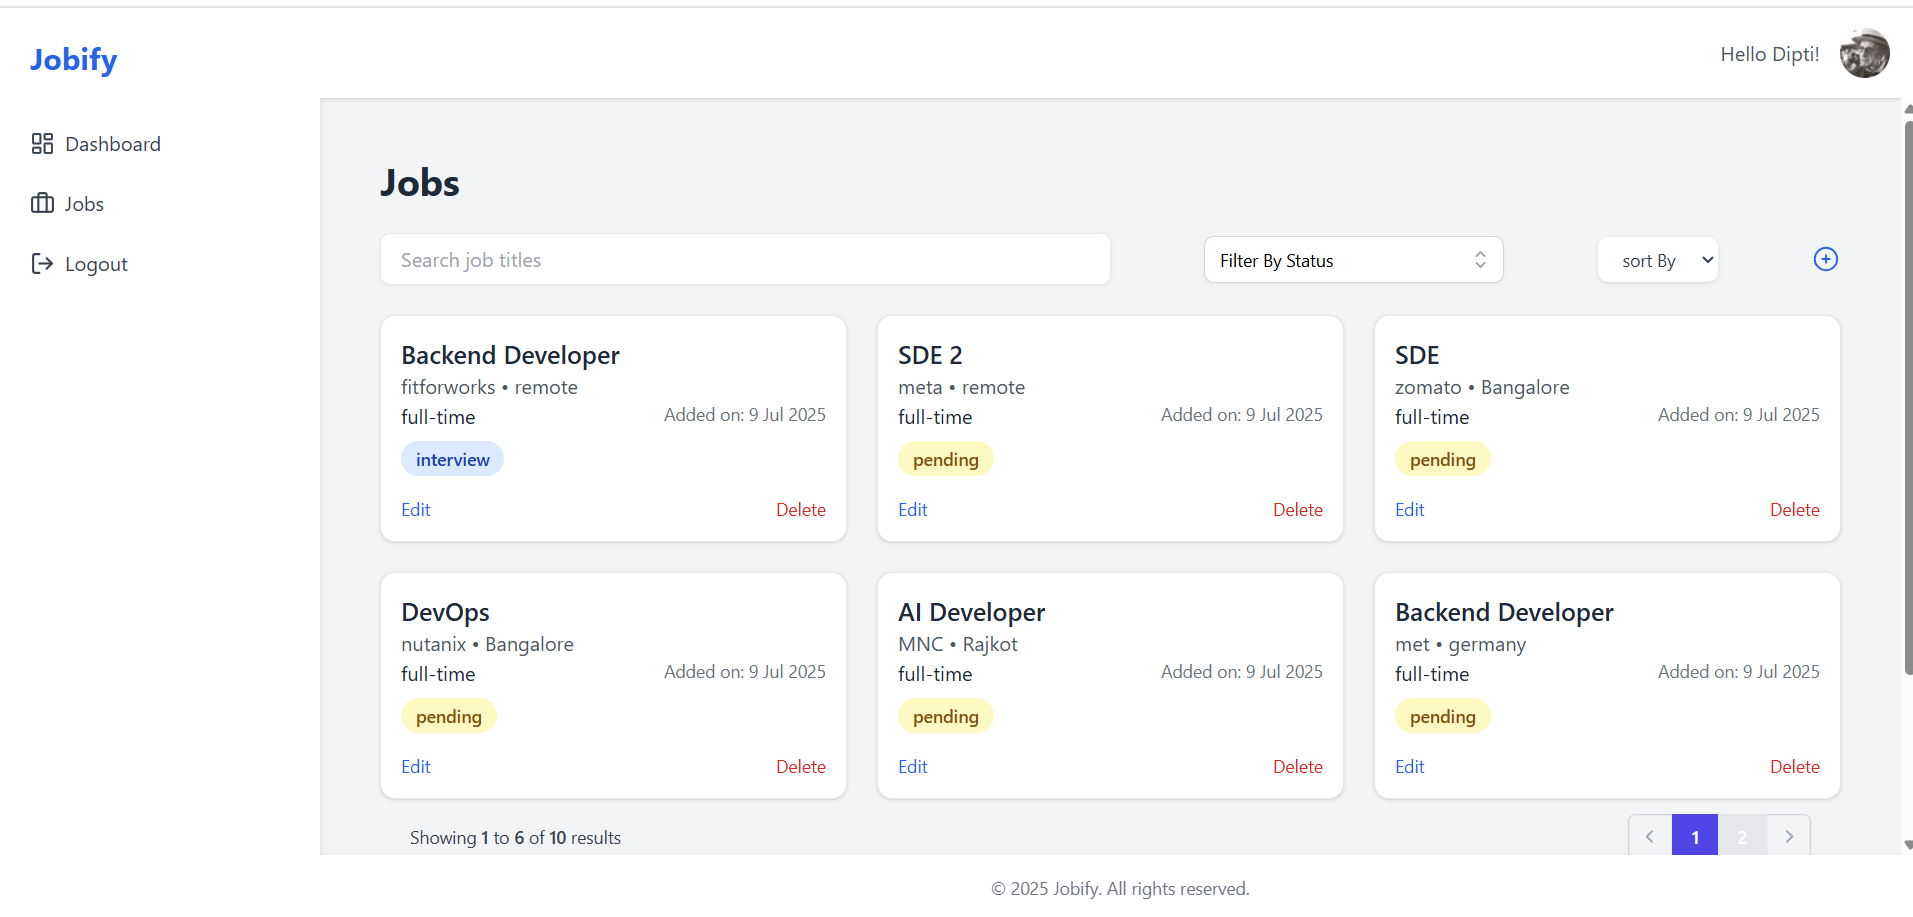 Jobify
Hello Dipti!
Dashboard
Jobs
Logout
Jobs
Search job titles
Filter By Status
sort By
Backend Developer
fitforworks • remote
full-time
Added on: 9 Jul 2025
interview
Edit
Delete
SDE 2
meta • remote
full-time
Added on: 9 Jul 2025
pending
Edit
Delete
SDE
zomato • Bangalore
full-time
Added on: 9 Jul 2025
pending
Edit
Delete
DevOps
nutanix • Bangalore
full-time
Added on: 9 Jul 2025
pending
Edit
Delete
AI Developer
MNC • Rajkot
full-time
Added on: 9 Jul 2025
pending
Edit
Delete
Backend Developer
met • germany
full-time
Added on: 9 Jul 2025
pending
Edit
Delete
Showing 1 to 6 of 10 results
1
2
© 2025 Jobify. All rights reserved.